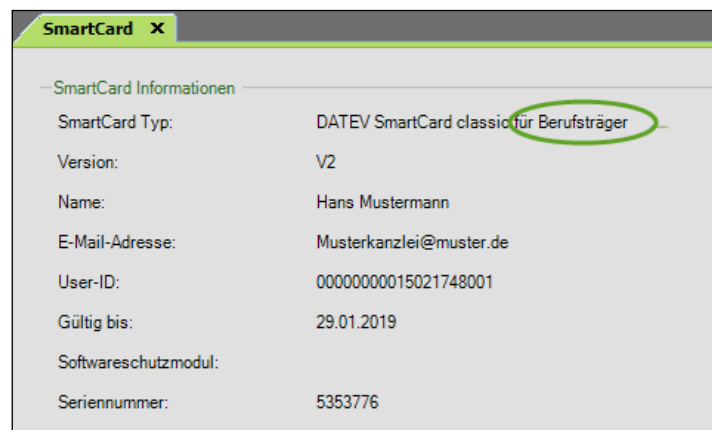 SmartCard X
SmartCard Informationen
SmartCard Typ: DATEV SmartCard classic für Berufsträger
Version: V2
Name: Hans Mustermann
E-Mail-Adresse: Musterkanzlei@muster.de
User-ID: 00000000015021748001
Gültig bis: 29.01.2019
Softwareschutzmodul:
Seriennummer: 5353776